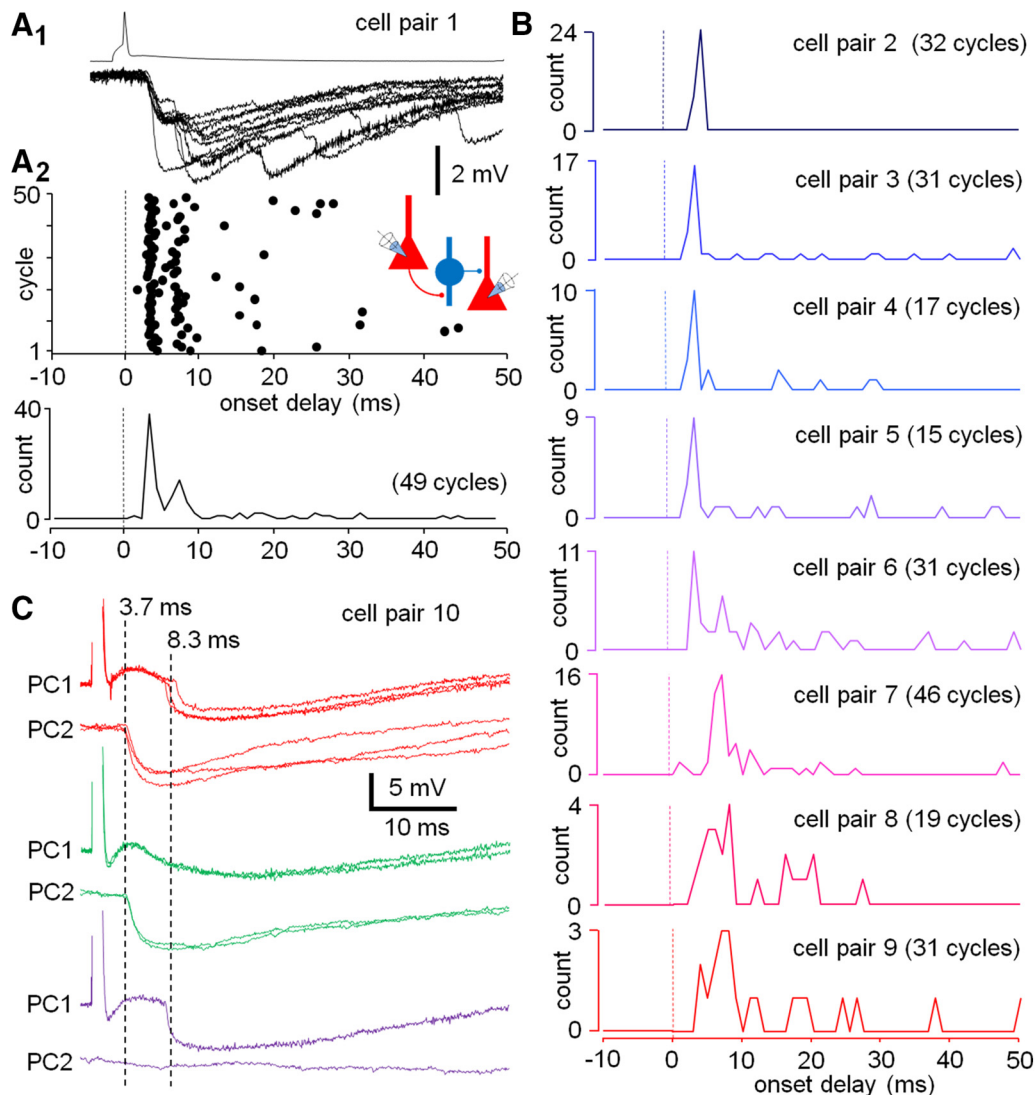 A1
cell pair 1
2 mV
A2
50
cycle
1
-10 0 10 20 30 40 50
onset delay (ms)
40
count
0
(49 cycles)
-10 0 10 20 30 40 50
C
cell pair 10
3.7 ms
8.3 ms
PC1
PC2
5 mV
10 ms
PC1
PC2
PC1
PC2
B
24
count
0
cell pair 2 (32 cycles)
17
count
0
cell pair 3 (31 cycles)
10
count
0
cell pair 4 (17 cycles)
9
count
0
cell pair 5 (15 cycles)
11
count
0
cell pair 6 (31 cycles)
16
count
0
cell pair 7 (46 cycles)
4
count
0
cell pair 8 (19 cycles)
3
count
0
cell pair 9 (31 cycles)
-10 0 10 20 30 40 50
onset delay (ms)